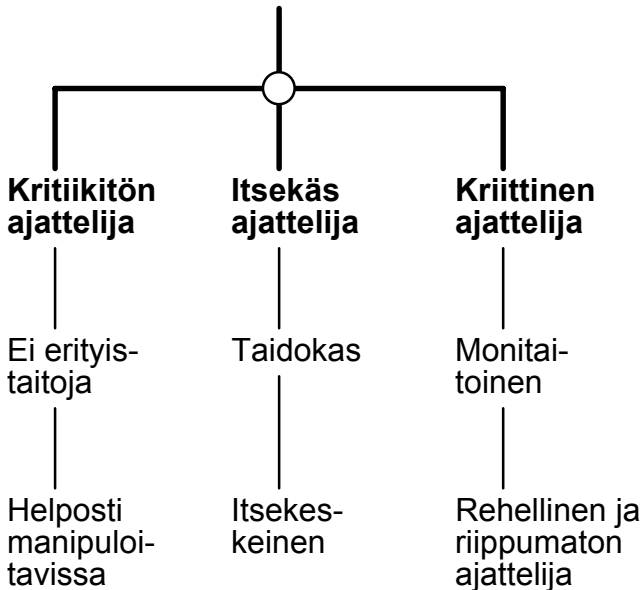 Kritiikitön
ajattelija
Itsekäs
ajattelija
Kriittinen
ajattelija
Ei erityis-
taitoja
Taidokas
Monitai-
toinen
Helposti
manipuloi-
tavissa
Itsekes-
keinen
Rehellinen ja
riippumaton
ajattelija